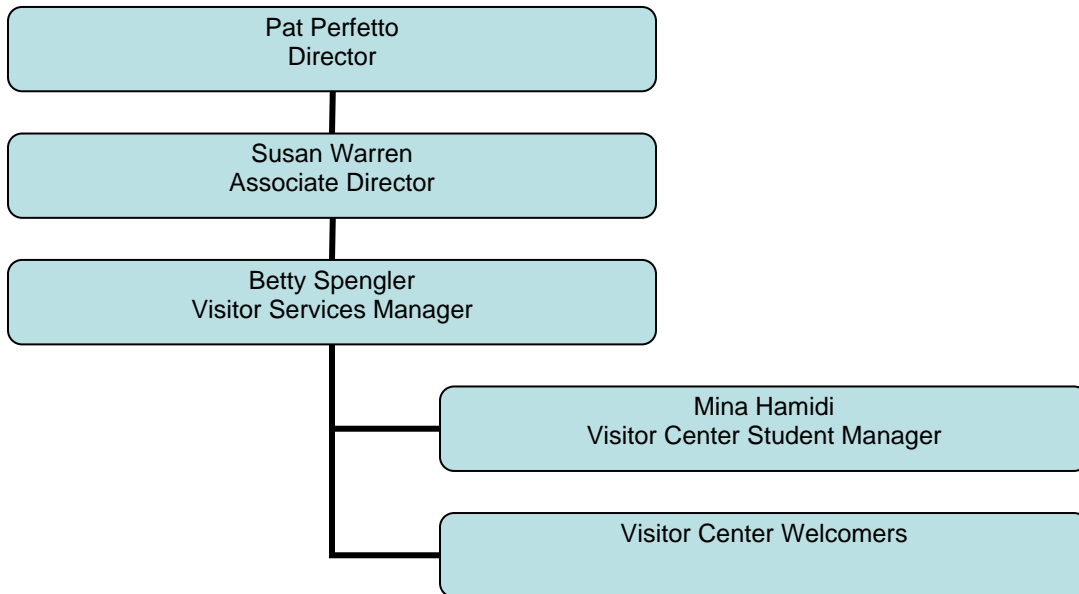 Pat Perfetto
Director
Susan Warren
Associate Director
Betty Spengler
Visitor Services Manager
Mina Hamidi
Visitor Center Student Manager
Visitor Center Welcomers